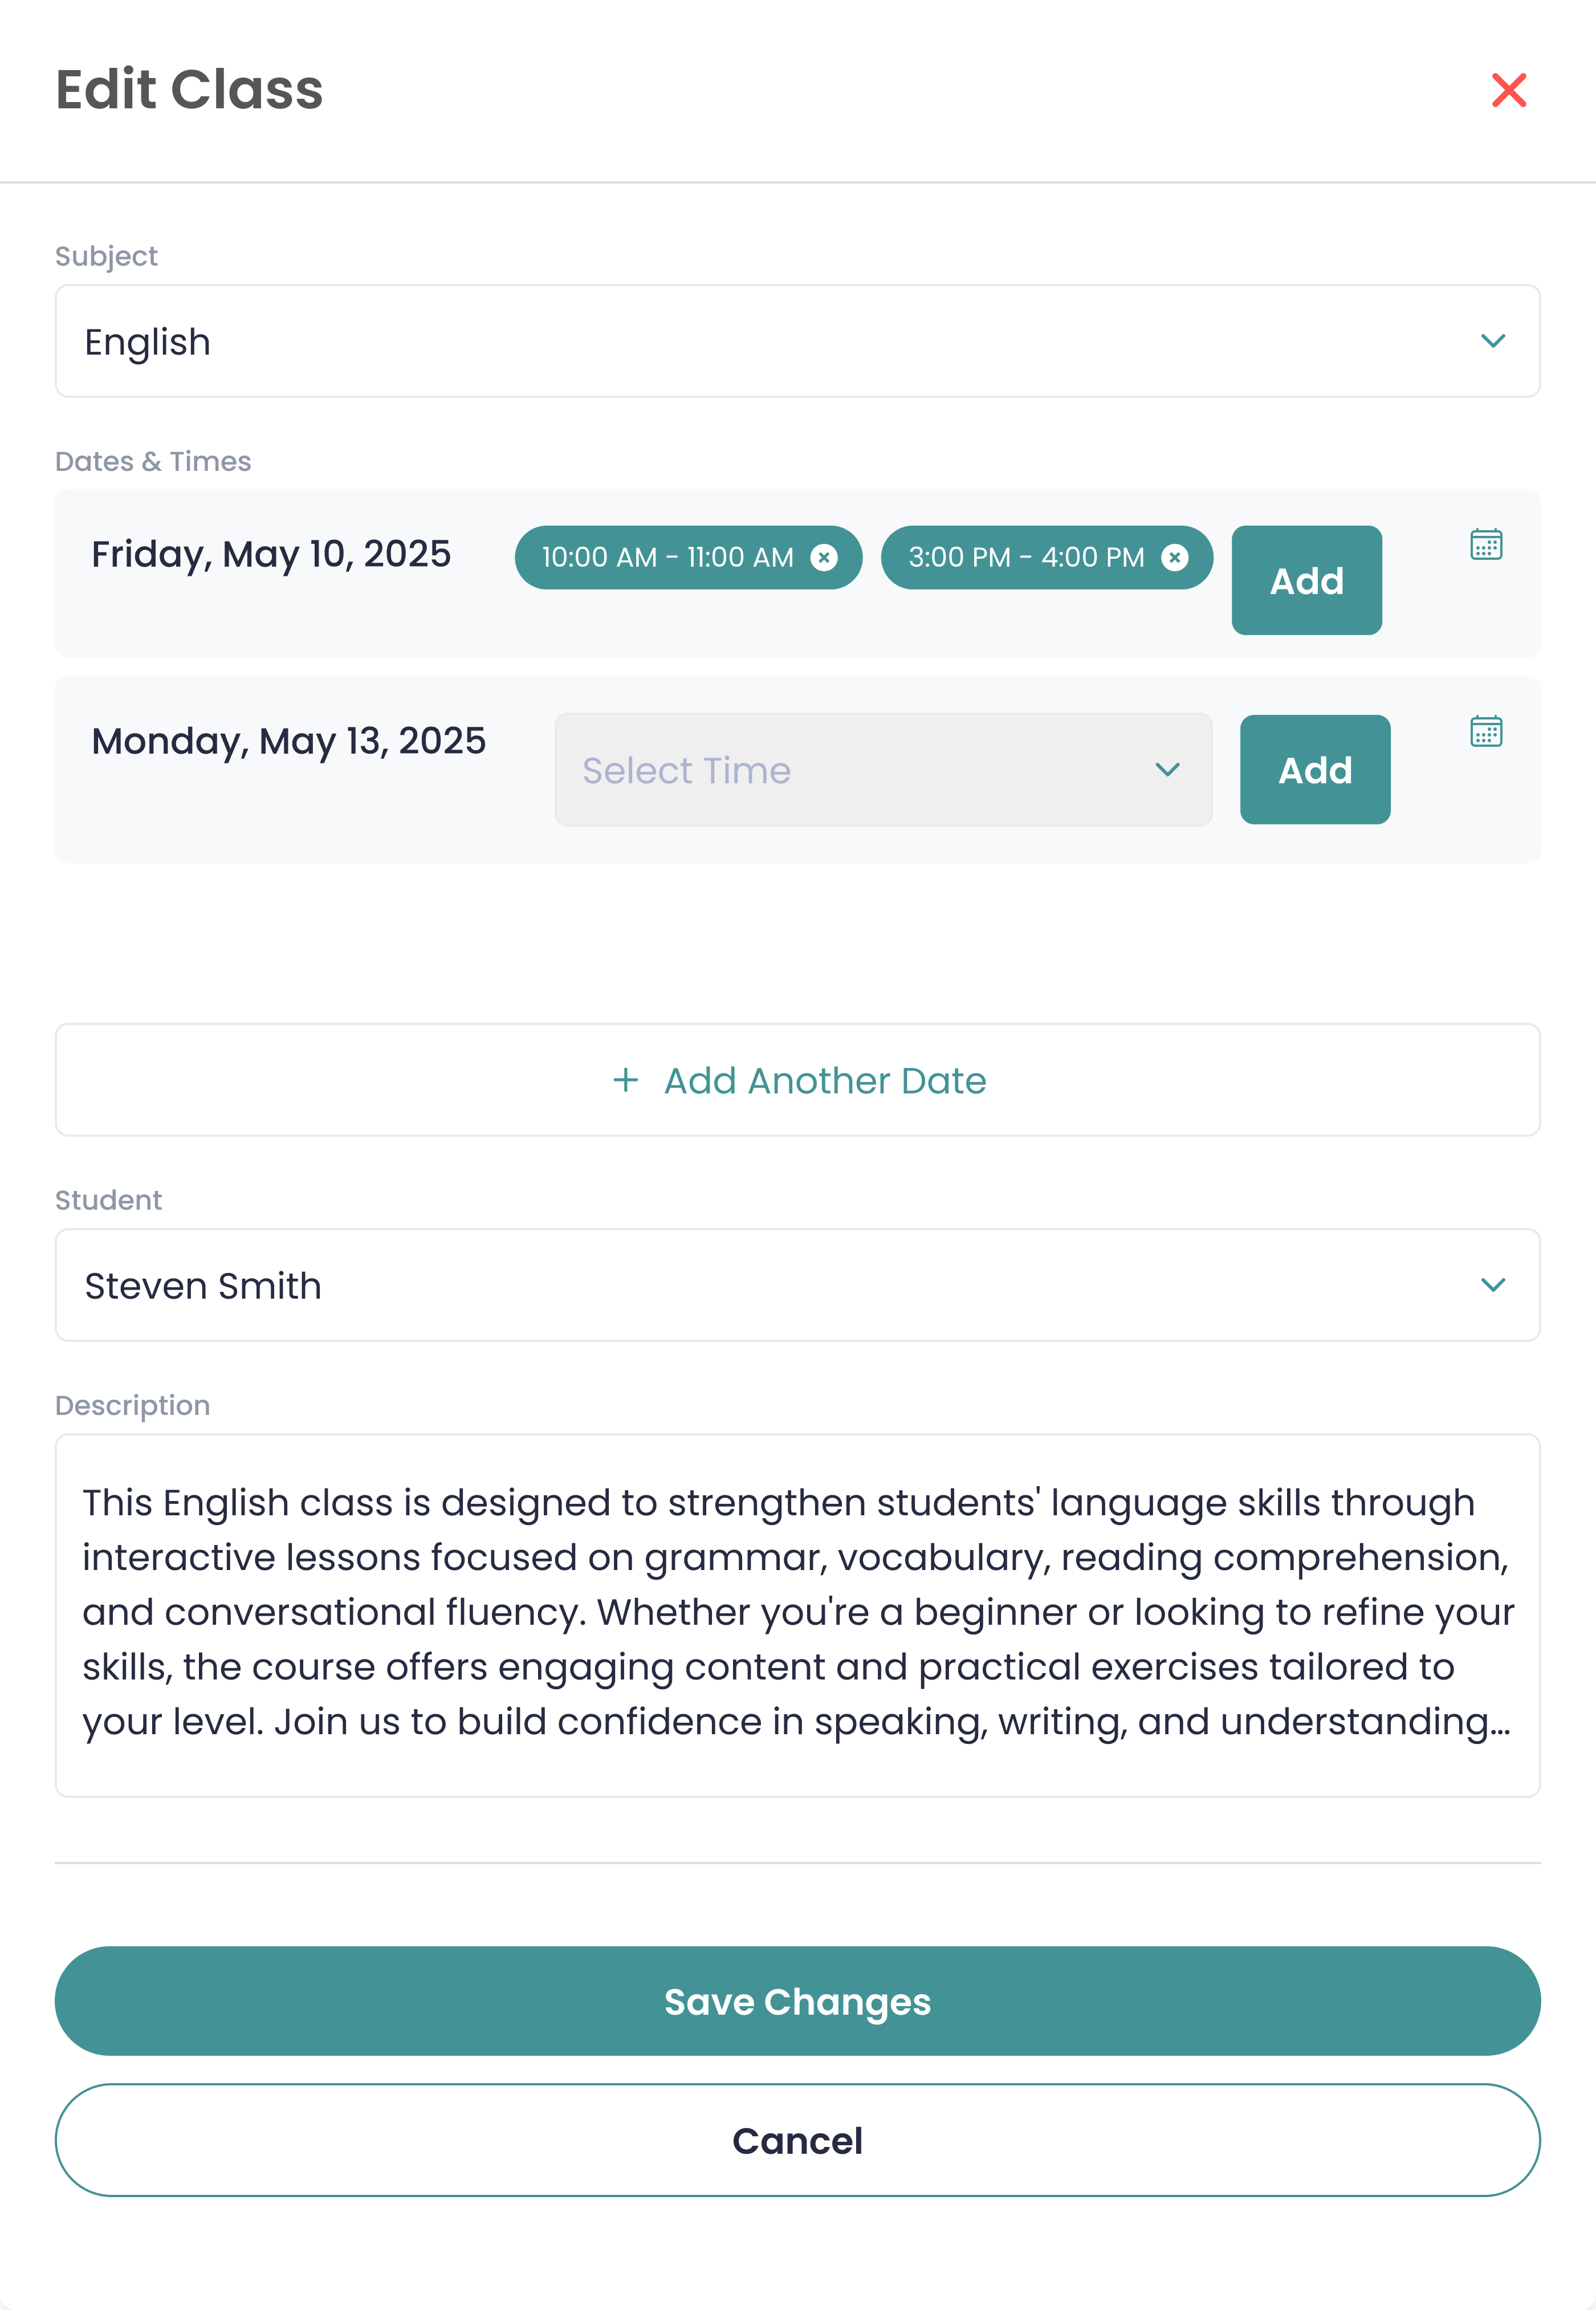 Edit Class
Subject
English
Dates & Times
Friday, May 10, 2025
10:00 AM - 11:00 AM
3:00 PM - 4:00 PM
Add
Monday, May 13, 2025
Select Time
Add
+ Add Another Date
Student
Steven Smith
Description
This English class is designed to strengthen students' language skills through
interactive lessons focused on grammar, vocabulary, reading comprehension,
and conversational fluency. Whether you're a beginner or looking to refine your
skills, the course offers engaging content and practical exercises tailored to
your level. Join us to build confidence in speaking, writing, and understanding...
Save Changes
Cancel